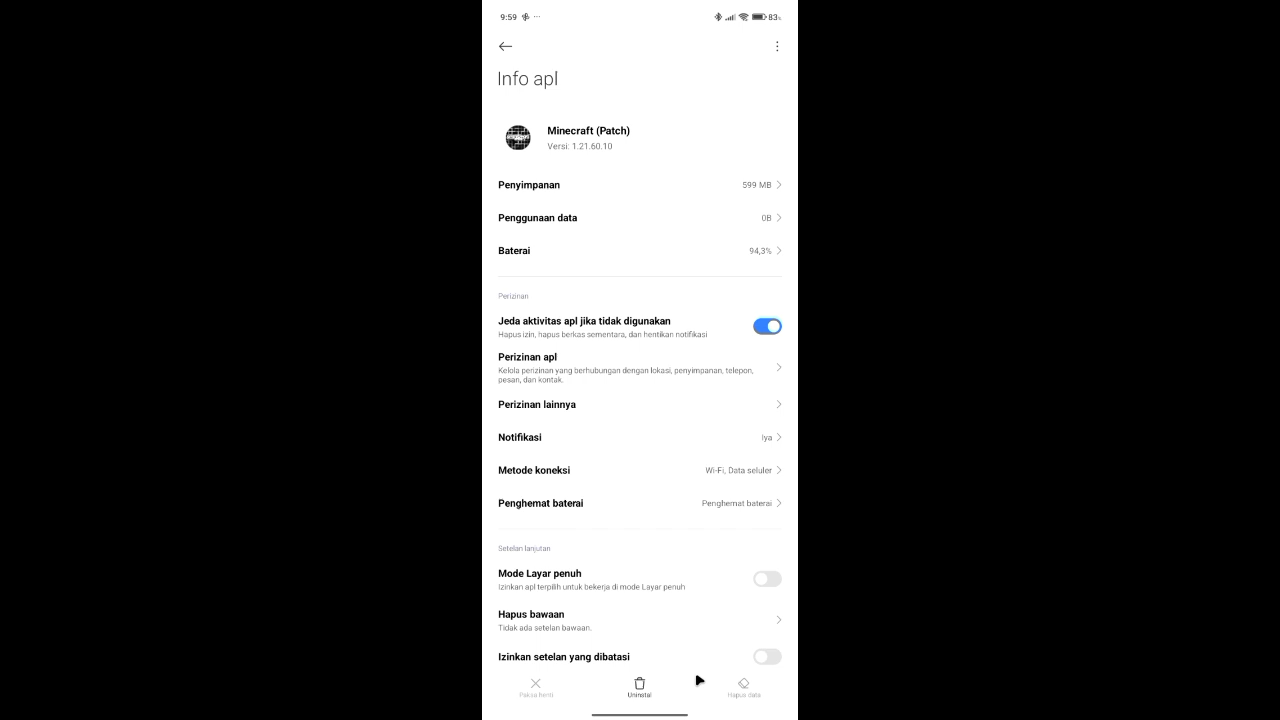 9:59
83%
Info apl
Minecraft (Patch)
Versi: 1.21.60.10
Penyimpanan
599 MB
Penggunaan data
0B
Baterai
94,3%
Perizinan
Jeda aktivitas apl jika tidak digunakan
Hapus izin, hapus berkas sementara, dan hentikan notifikasi
Perizinan apl
Kelola perizinan yang berhubungan dengan lokasi, penyimpanan, telepon,
pesan, dan kontak.
Perizinan lainnya
Notifikasi
Iya
Metode koneksi
Wi-Fi, Data seluler
Penghemat baterai
Penghemat baterai
Setelan lanjutan
Mode Layar penuh
Izinkan apl terpilih untuk bekerja di mode Layar penuh
Hapus bawaan
Tidak ada setelan bawaan.
Izinkan setelan yang dibatasi
Paksa henti
Uninstal
Hapus data